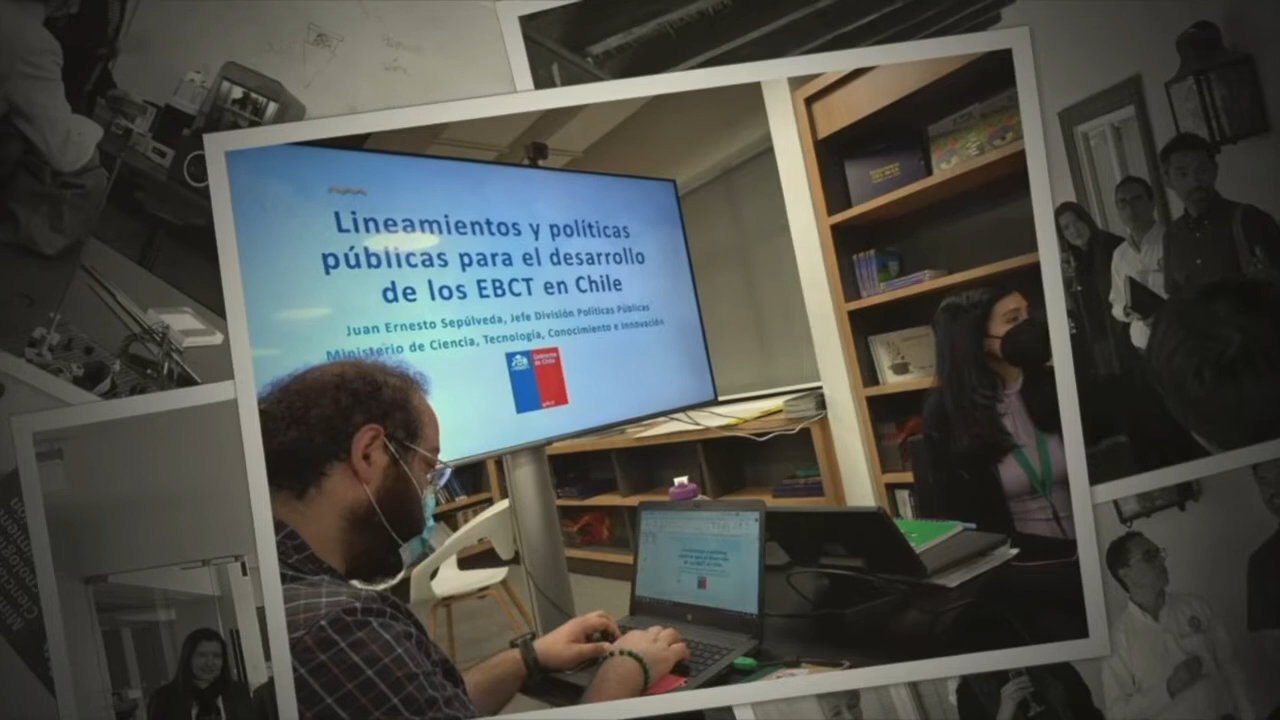 Lineamientos y políticas
públicas para el desarrollo
de los EBCT en Chile
Juan Ernesto Sepúlveda, Jefe División Políticas Públicas
Ministerio de Ciencia, Tecnología, Conocimiento e Innovación
Gobierno
de Chile